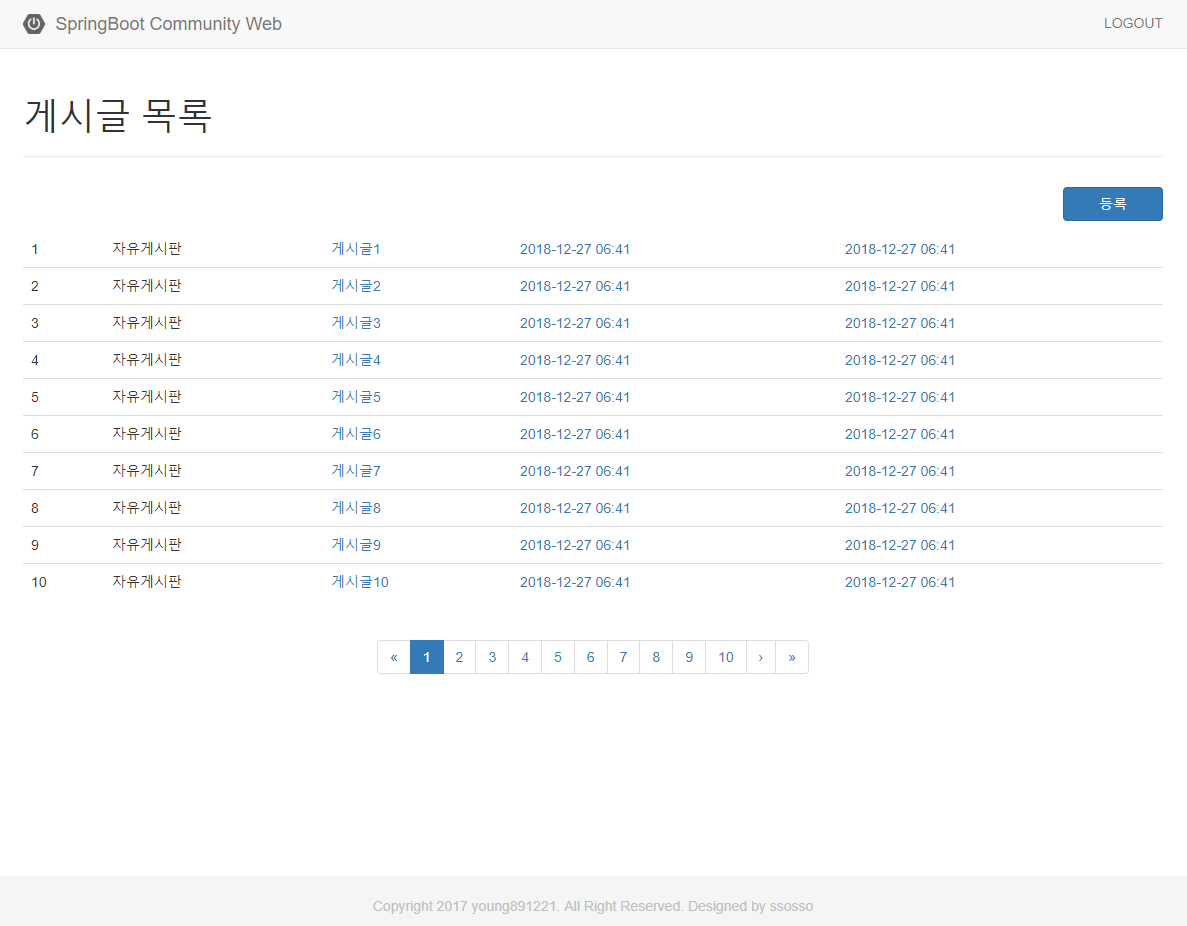 SpringBoot Community Web LOGOUT
게시글 목록
등록
1 자유게시판 게시글1 2018-12-27 06:41 2018-12-27 06:41
2 자유게시판 게시글2 2018-12-27 06:41 2018-12-27 06:41
3 자유게시판 게시글3 2018-12-27 06:41 2018-12-27 06:41
4 자유게시판 게시글4 2018-12-27 06:41 2018-12-27 06:41
5 자유게시판 게시글5 2018-12-27 06:41 2018-12-27 06:41
6 자유게시판 게시글6 2018-12-27 06:41 2018-12-27 06:41
7 자유게시판 게시글7 2018-12-27 06:41 2018-12-27 06:41
8 자유게시판 게시글8 2018-12-27 06:41 2018-12-27 06:41
9 자유게시판 게시글9 2018-12-27 06:41 2018-12-27 06:41
10 자유게시판 게시글10 2018-12-27 06:41 2018-12-27 06:41
« 1 2 3 4 5 6 7 8 9 10 › »
Copyright 2017 young891221. All Right Reserved. Designed by ssosso